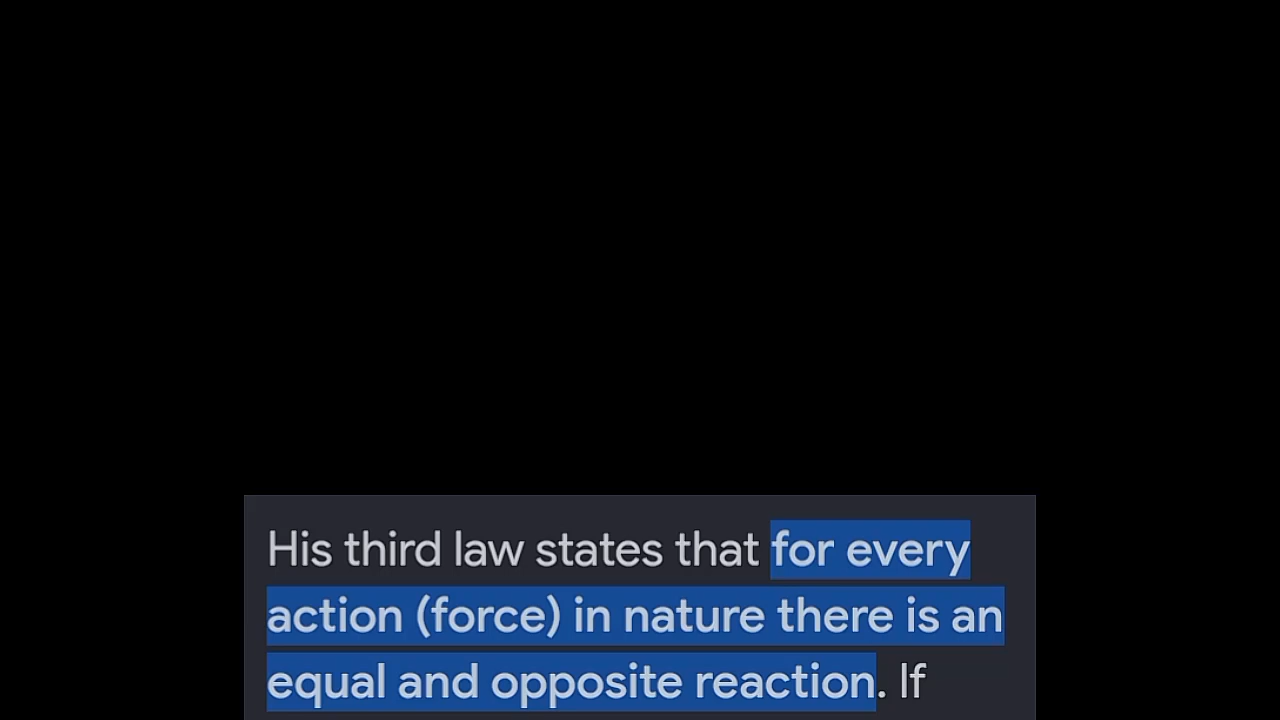 His third law states that for every
action (force) in nature there is an
equal and opposite reaction. If